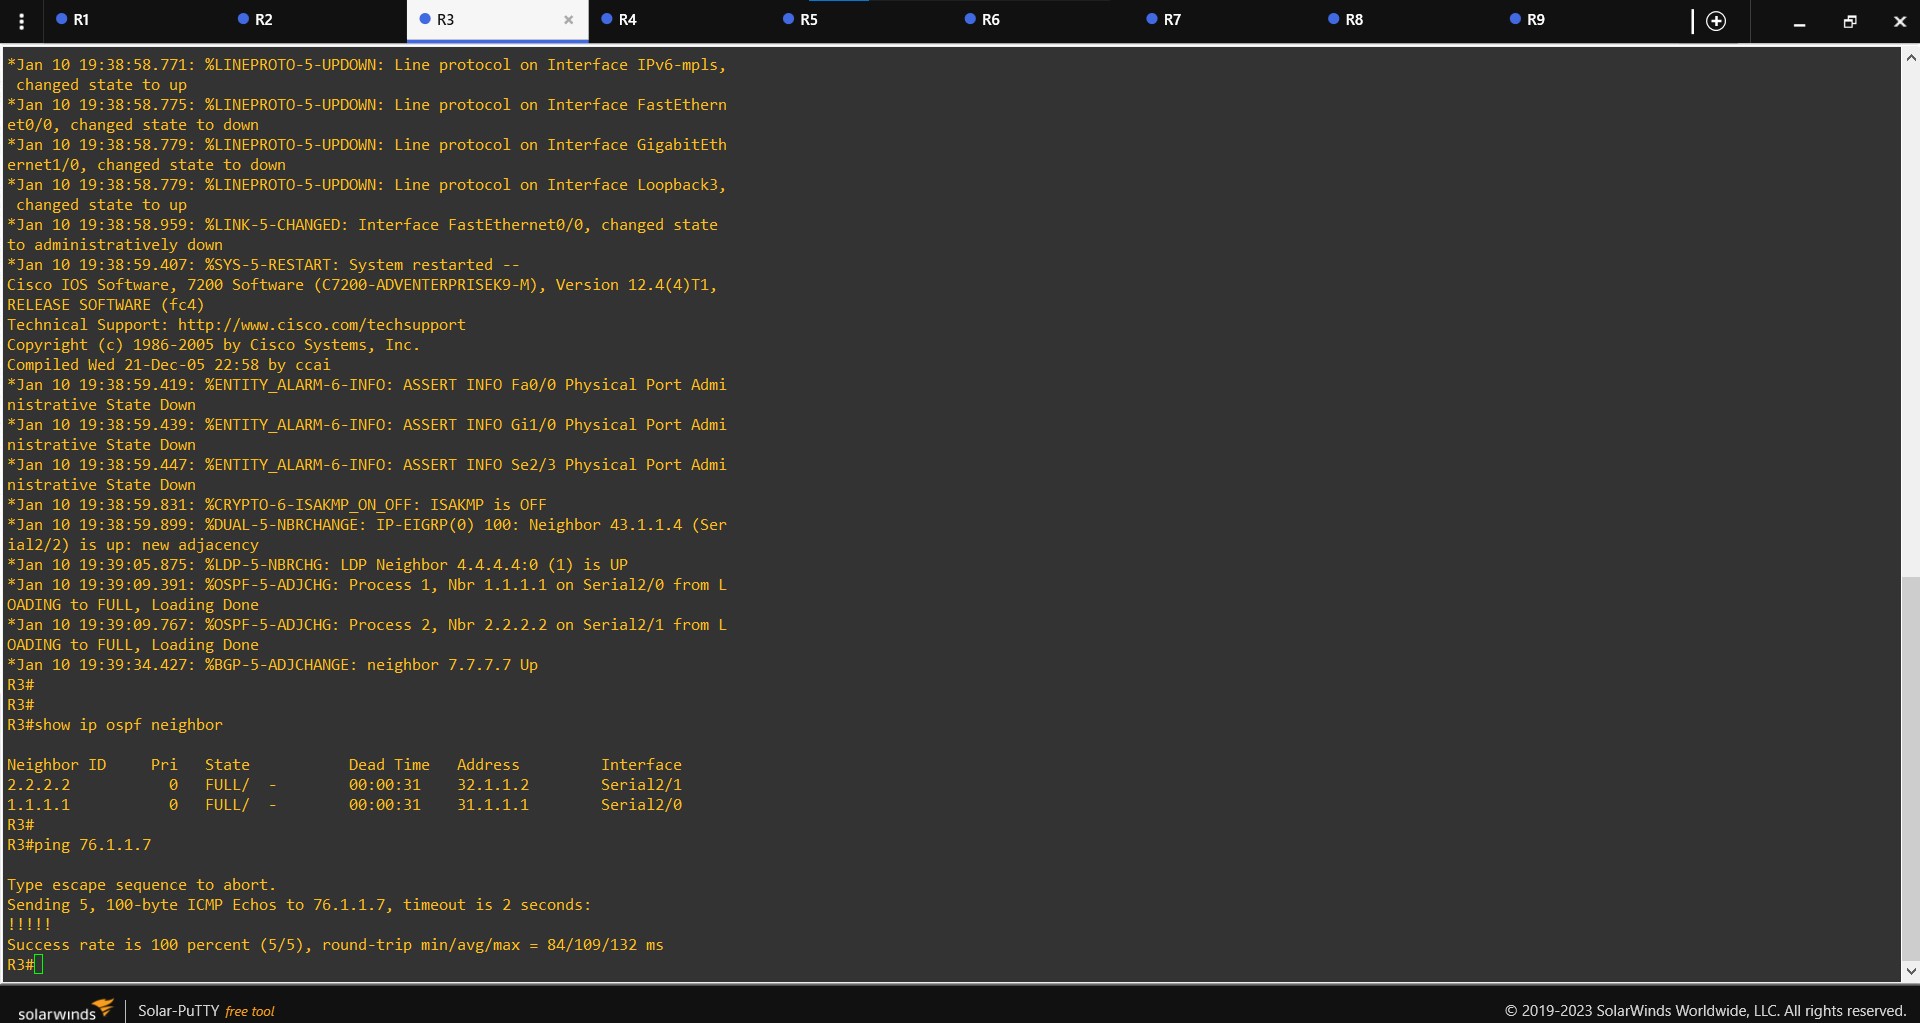 R1 R2 R3 R4 R5 R6 R7 R8 R9
*Jan 10 19:38:58.771: %LINEPROTO-5-UPDOWN: Line protocol on Interface IPv6-mpls,
changed state to up
*Jan 10 19:38:58.775: %LINEPROTO-5-UPDOWN: Line protocol on Interface FastEthern
et0/0, changed state to down
*Jan 10 19:38:58.779: %LINEPROTO-5-UPDOWN: Line protocol on Interface GigabitEth
ernet1/0, changed state to down
*Jan 10 19:38:58.779: %LINEPROTO-5-UPDOWN: Line protocol on Interface Loopback3,
changed state to up
*Jan 10 19:38:58.959: %LINK-5-CHANGED: Interface FastEthernet0/0, changed state
to administratively down
*Jan 10 19:38:59.407: %SYS-5-RESTART: System restarted --
Cisco IOS Software, 7200 Software (C7200-ADVENTERPRISEK9-M), Version 12.4(4)T1,
RELEASE SOFTWARE (fc4)
Technical Support: http://www.cisco.com/techsupport
Copyright (c) 1986-2005 by Cisco Systems, Inc.
Compiled Wed 21-Dec-05 22:58 by ccai
*Jan 10 19:38:59.419: %ENTITY_ALARM-6-INFO: ASSERT INFO Fa0/0 Physical Port Admi
nistrative State Down
*Jan 10 19:38:59.439: %ENTITY_ALARM-6-INFO: ASSERT INFO Gi1/0 Physical Port Admi
nistrative State Down
*Jan 10 19:38:59.447: %ENTITY_ALARM-6-INFO: ASSERT INFO Se2/3 Physical Port Admi
nistrative State Down
*Jan 10 19:38:59.831: %CRYPTO-6-ISAKMP_ON_OFF: ISAKMP is OFF
*Jan 10 19:38:59.899: %DUAL-5-NBRCHANGE: IP-EIGRP(0) 100: Neighbor 43.1.1.4 (Ser
ial2/2) is up: new adjacency
*Jan 10 19:39:05.875: %LDP-5-NBRCHG: LDP Neighbor 4.4.4.4:0 (1) is UP
*Jan 10 19:39:09.391: %OSPF-5-ADJCHG: Process 1, Nbr 1.1.1.1 on Serial2/0 from L
OADING to FULL, Loading Done
*Jan 10 19:39:09.767: %OSPF-5-ADJCHG: Process 2, Nbr 2.2.2.2 on Serial2/1 from L
OADING to FULL, Loading Done
*Jan 10 19:39:34.427: %BGP-5-ADJCHANGE: neighbor 7.7.7.7 Up
R3#
R3#
R3#show ip ospf neighbor
Neighbor ID     Pri   State           Dead Time   Address         Interface
2.2.2.2           0   FULL/  -        00:00:31    32.1.1.2        Serial2/1
1.1.1.1           0   FULL/  -        00:00:31    31.1.1.1        Serial2/0
R3#
R3#ping 76.1.1.7
Type escape sequence to abort.
Sending 5, 100-byte ICMP Echos to 76.1.1.7, timeout is 2 seconds:
!!!!!
Success rate is 100 percent (5/5), round-trip min/avg/max = 84/109/132 ms
R3#
solarwinds Solar-PuTTY free tool © 2019-2023 SolarWinds Worldwide, LLC. All rights reserved.